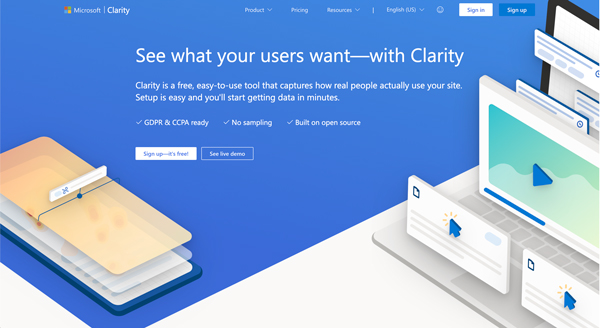 Microsoft | Clarity
Product
Pricing
Resources
English (US)
Sign in
Sign up
See what your users want—with Clarity
Clarity is a free, easy-to-use tool that captures how real people actually use your site.
Setup is easy and you'll start getting data in minutes.
GDPR & CCPA ready
No sampling
Built on open source
Sign up—it's free!
See live demo